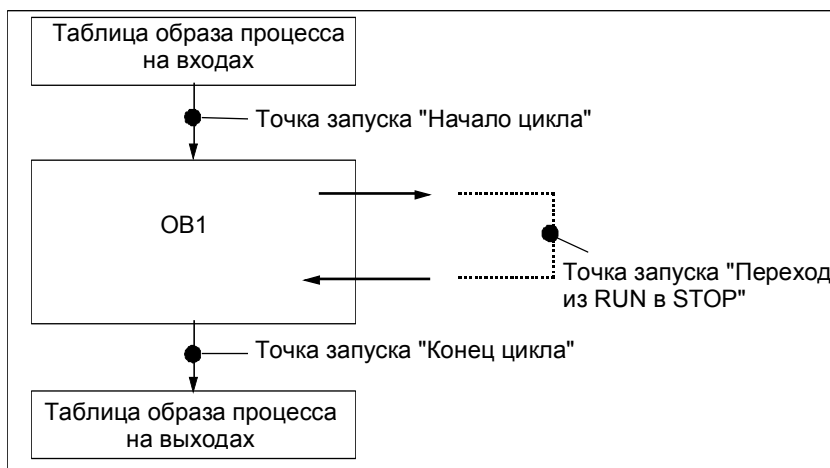 Таблица образа процесса
на входах
Точка запуска "Начало цикла"
OB1
Точка запуска "Переход
из RUN в STOP"
Точка запуска "Конец цикла"
Таблица образа процесса
на выходах